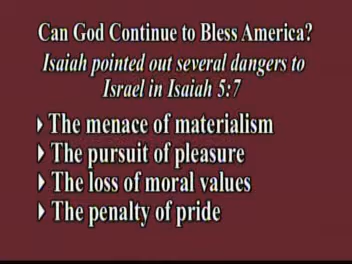 Can God Continue to Bless America?
Isaiah pointed out several dangers to
Israel in Isaiah 5:7
The menace of materialism
The pursuit of pleasure
The loss of moral values
The penalty of pride